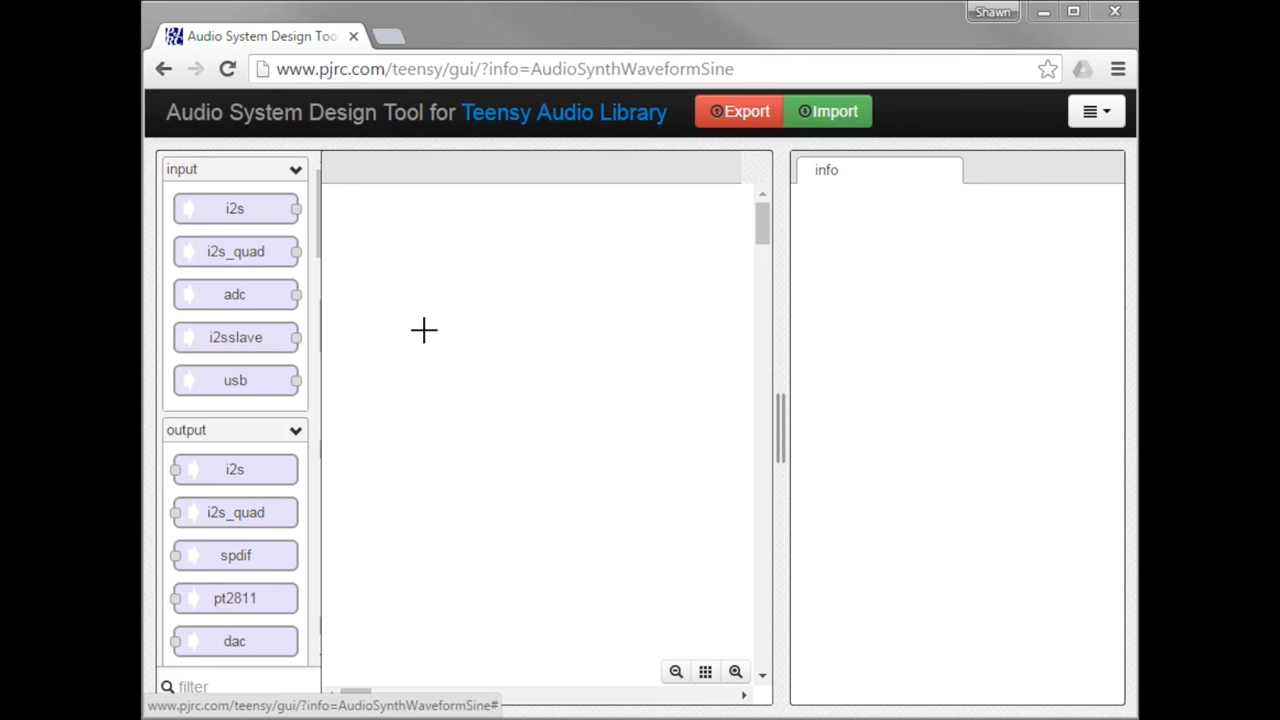 Shawn
Audio System Design Too
www.pjrc.com/teensy/gui/?info=AudioSynthWaveformSine
Audio System Design Tool for Teensy Audio Library
Export
Import
input
i2s
i2s_quad
adc
i2sslave
usb
output
i2s
i2s_quad
spdif
pt2811
dac
filter
info
www.pjrc.com/teensy/gui/?info=AudioSynthWaveformSine#